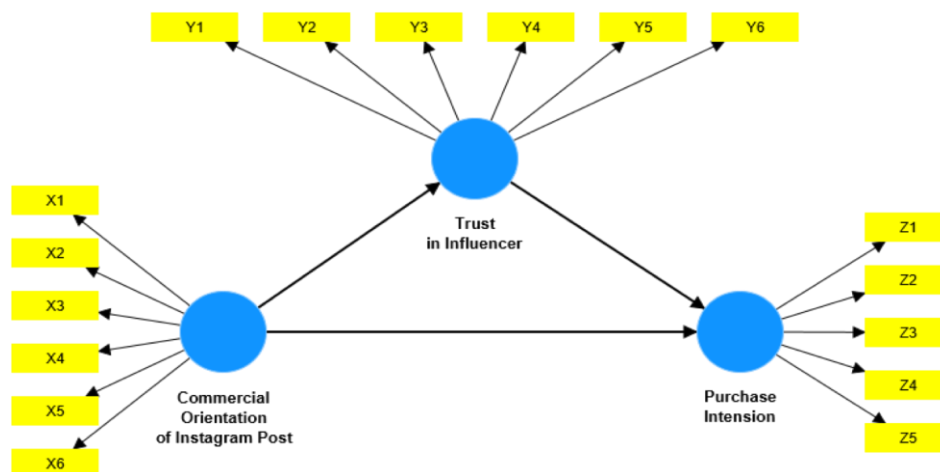 Y1
Y2
Y3
Y4
Y5
Y6
Trust
in Influencer
X1
X2
X3
X4
X5
X6
Commercial
Orientation
of Instagram Post
Z1
Z2
Z3
Z4
Z5
Purchase
Intension